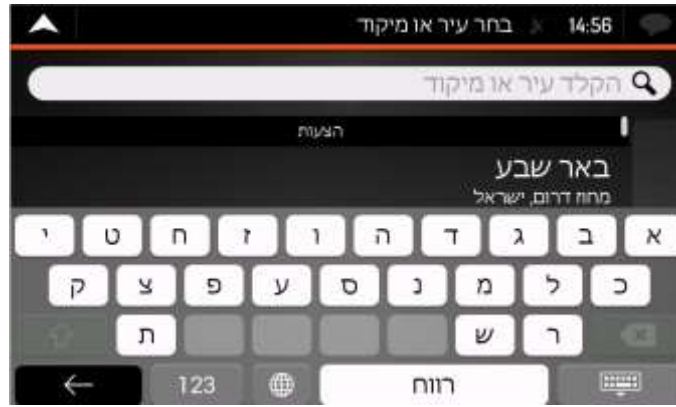 14:56 בחר עיר או מיקוד
הקלד עיר או מיקוד
הצעות
באר שבע
מחוז דרום, ישראל
א ב ג ד ה ו ז ח ט י
כ ל מ נ ס ע פ צ ק
ר ש ת
רווח 123